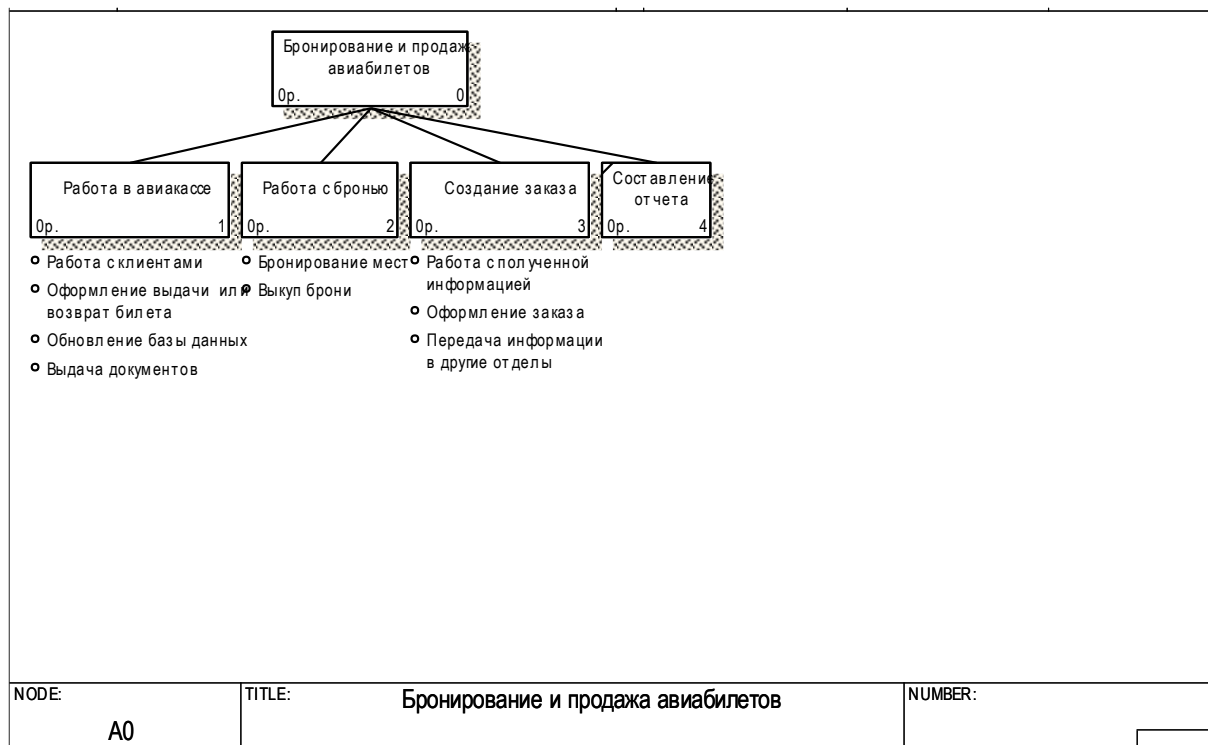 Бронирование и продаж
авиабилетов
0р. 0
Работа в авиакассе
0р. 1
Работа с бронью
0р. 2
Создание заказа
0р. 3
Составление
отчета
0р. 4
Работа с клиентами
Оформление выдачи или
возврат билета
Обновление базы данных
Выдача документов
Бронирование мест
Выкуп брони
Работа с полученной
информацией
Оформление заказа
Передача информации
в другие отделы
NODE:
A0
TITLE:
Бронирование и продажа авиабилетов
NUMBER: